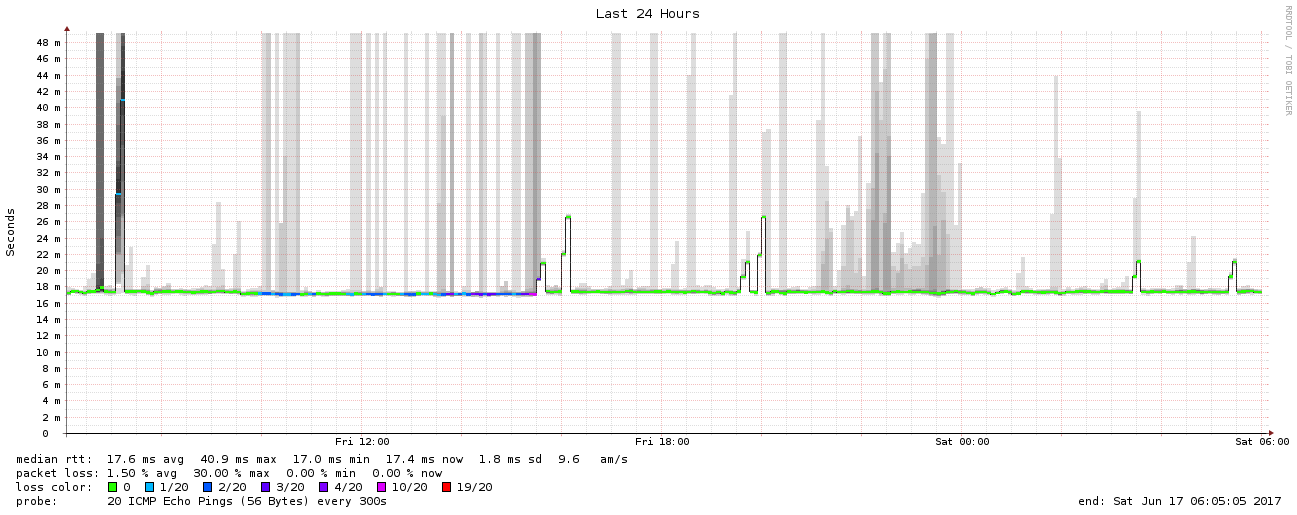 Last 24 Hours
RRDTOOL / TOBI OETIKER
Seconds
48 m
46 m
44 m
42 m
40 m
38 m
36 m
34 m
32 m
30 m
28 m
26 m
24 m
22 m
20 m
18 m
16 m
14 m
12 m
10 m
8 m
6 m
4 m
2 m
0
Fri 12:00 Fri 18:00 Sat 00:00 Sat 06:00
median rtt: 17.6 ms avg 40.9 ms max 17.0 ms min 17.4 ms now 1.8 ms sd 9.6 am/s
packet loss: 1.50 % avg 30.00 % max 0.00 % min 0.00 % now
loss color: 0 1/20 2/20 3/20 4/20 10/20 19/20
probe: 20 ICMP Echo Pings (56 Bytes) every 300s end: Sat Jun 17 06:05:05 2017